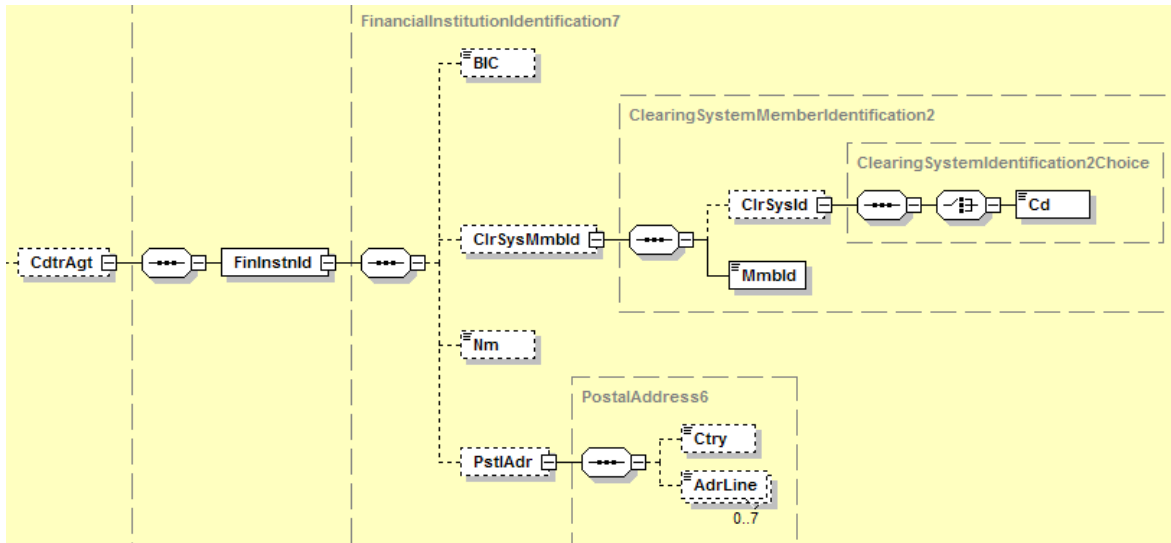 FinancialInstitutionIdentification7
BIC
ClearingSystemMemberIdentification2
ClearingSystemIdentification2Choice
ClrSysId
Cd
CdtrAgt
FinInstnId
ClrSysMmbId
MmbId
Nm
PostalAddress6
Ctry
PstlAdr
AdrLine
0..7